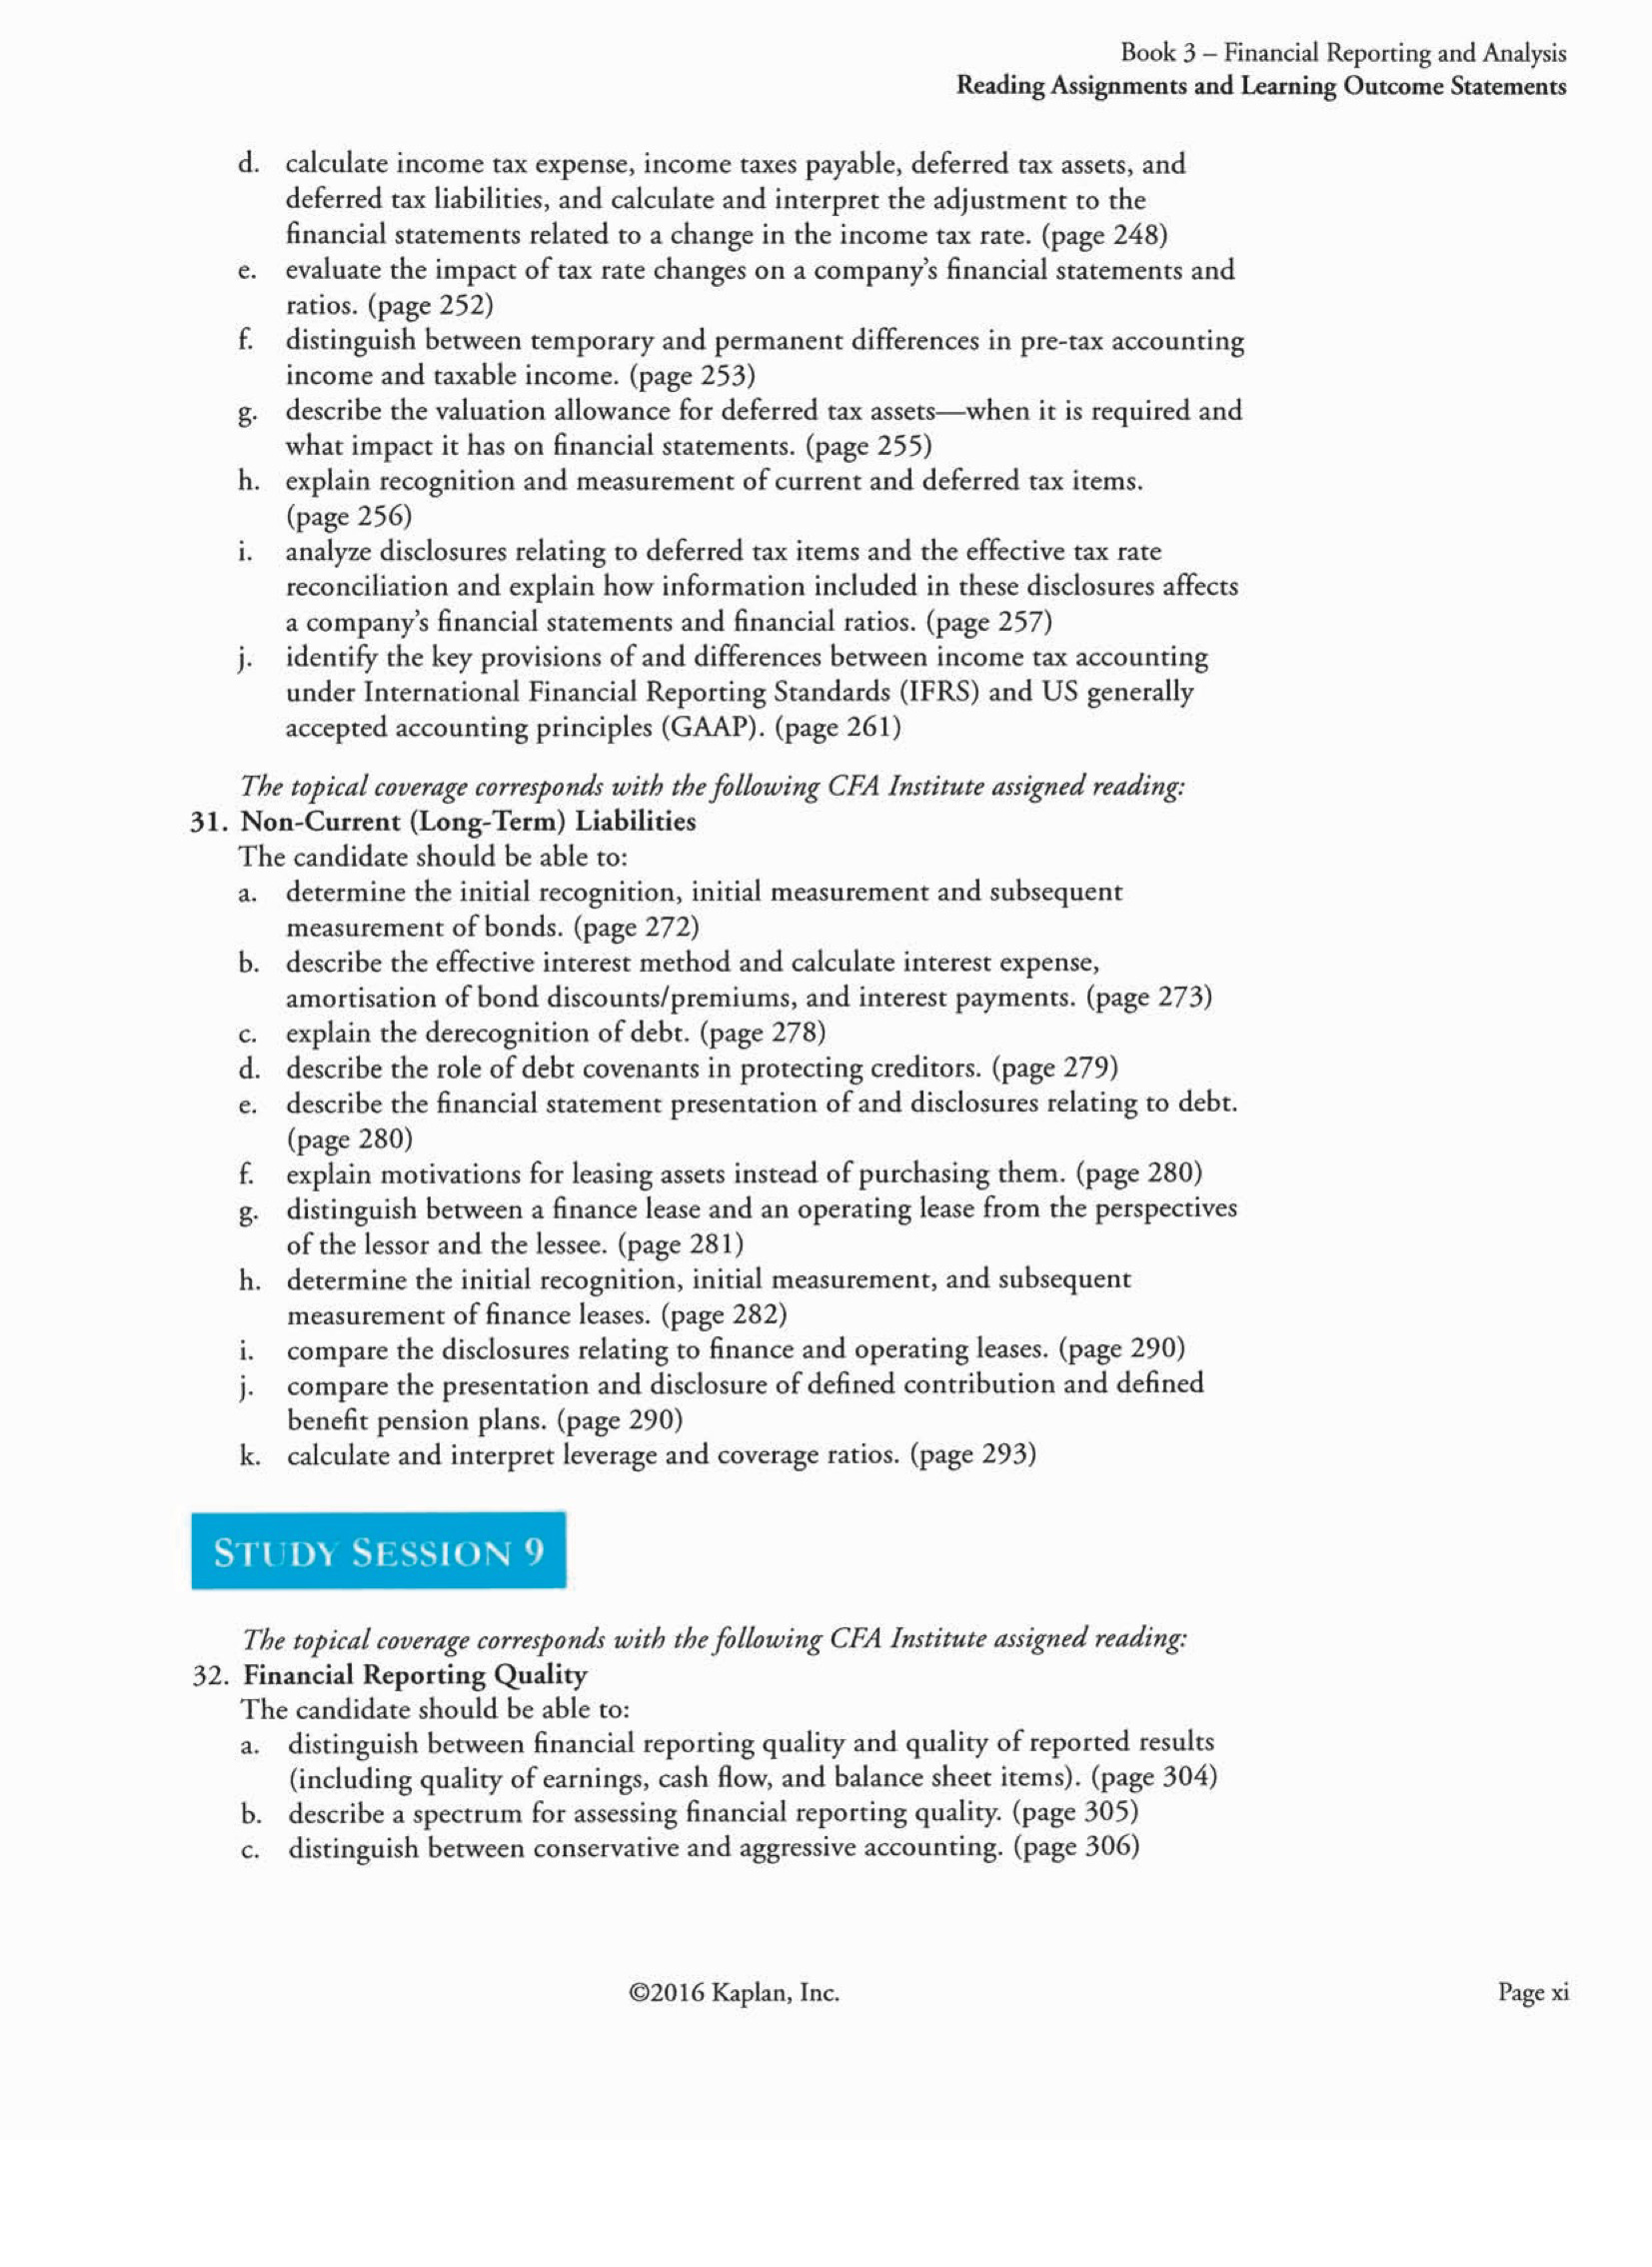 Book 3 – Financial Reporting and Analysis
Reading Assignments and Learning Outcome Statements
d. calculate income tax expense, income taxes payable, deferred tax assets, and
deferred tax liabilities, and calculate and interpret the adjustment to the
financial statements related to a change in the income tax rate. (page 248)
e. evaluate the impact of tax rate changes on a company's financial statements and
ratios. (page 252)
f. distinguish between temporary and permanent differences in pre-tax accounting
income and taxable income. (page 253)
g. describe the valuation allowance for deferred tax assets—when it is required and
what impact it has on financial statements. (page 255)
h. explain recognition and measurement of current and deferred tax items.
(page 256)
i. analyze disclosures relating to deferred tax items and the effective tax rate
reconciliation and explain how information included in these disclosures affects
a company's financial statements and financial ratios. (page 257)
j. identify the key provisions of and differences between income tax accounting
under International Financial Reporting Standards (IFRS) and US generally
accepted accounting principles (GAAP). (page 261)
The topical coverage corresponds with the following CFA Institute assigned reading:
31. Non-Current (Long-Term) Liabilities
The candidate should be able to:
a. determine the initial recognition, initial measurement and subsequent
measurement of bonds. (page 272)
b. describe the effective interest method and calculate interest expense,
amortisation of bond discounts/premiums, and interest payments. (page 273)
c. explain the derecognition of debt. (page 278)
d. describe the role of debt covenants in protecting creditors. (page 279)
e. describe the financial statement presentation of and disclosures relating to debt.
(page 280)
f. explain motivations for leasing assets instead of purchasing them. (page 280)
g. distinguish between a finance lease and an operating lease from the perspectives
of the lessor and the lessee. (page 281)
h. determine the initial recognition, initial measurement, and subsequent
measurement of finance leases. (page 282)
i. compare the disclosures relating to finance and operating leases. (page 290)
j. compare the presentation and disclosure of defined contribution and defined
benefit pension plans. (page 290)
k. calculate and interpret leverage and coverage ratios. (page 293)
STUDY SESSION 9
The topical coverage corresponds with the following CFA Institute assigned reading:
32. Financial Reporting Quality
The candidate should be able to:
a. distinguish between financial reporting quality and quality of reported results
(including quality of earnings, cash flow, and balance sheet items). (page 304)
b. describe a spectrum for assessing financial reporting quality. (page 305)
c. distinguish between conservative and aggressive accounting. (page 306)
©2016 Kaplan, Inc.
Page xi